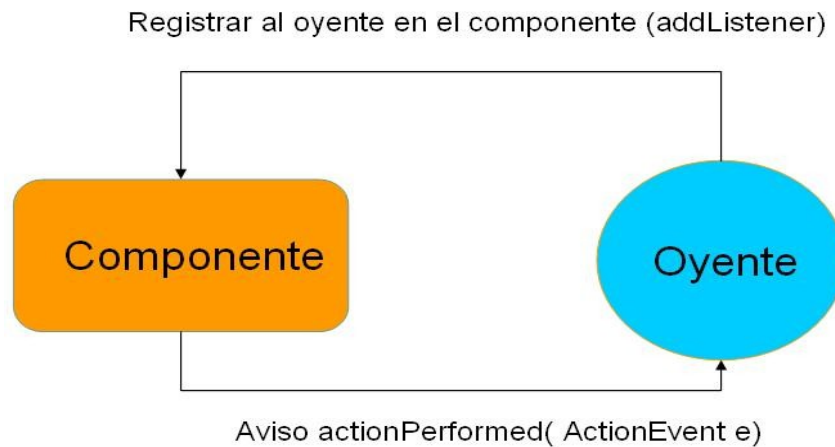 Registrar al oyente en el componente (addListener)
Componente
Oyente
Aviso actionPerformed( ActionEvent e)